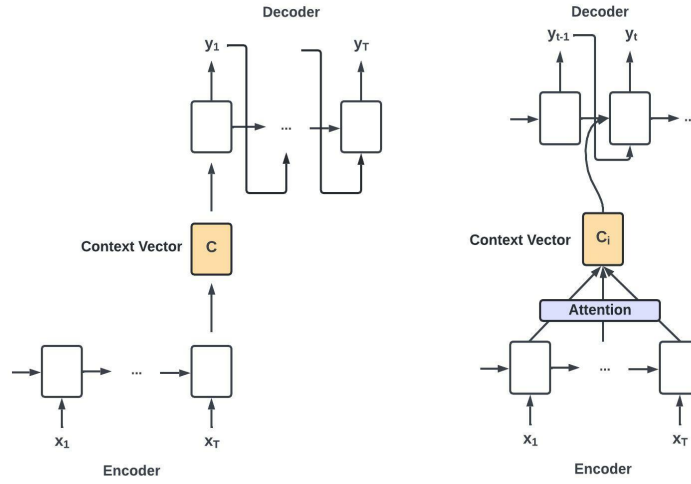 Decoder
y1
yT
...
Context Vector
C
...
x1
xT
Encoder
Decoder
yt-1
yt
...
Context Vector
Ci
Attention
...
x1
xT
Encoder